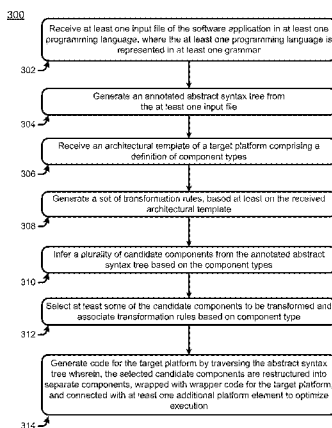 300
Receive at least one input file of the software application in at least one
programming language, where the at least one programming language is
represented in at least one grammar
302
Generate an annotated abstract syntax tree from
the at least one input file
304
Receive an architectural template of a target platform comprising a
definition of component types
306
Generate a set of transformation rules, based at least on the received
architectural template
308
Infer a plurality of candidate components from the annotated abstract
syntax tree based on the component types
310
Select at least some of the candidate components to be transformed and
associate transformation rules based on component type
312
Generate code for the target platform by traversing the abstract syntax
tree wherein, the selected candidate components are restructured into
separate components, wrapped with wrapper code for the target platform,
and connected with at least one additional platform element to optimize
execution
314